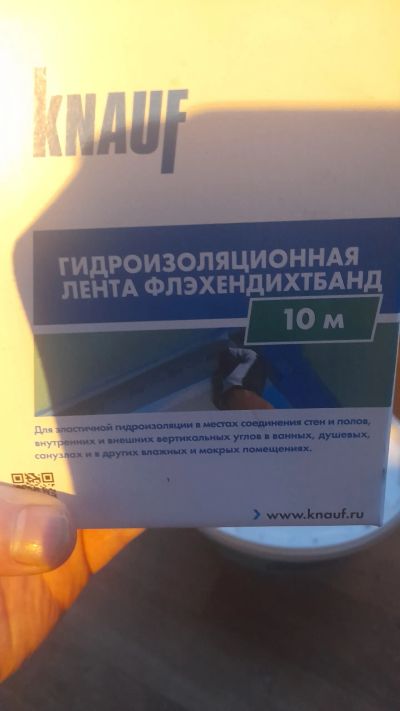 KNAUF
ГИДРОИЗОЛЯЦИОННАЯ
ЛЕНТА ФЛЭХЕНДИХТБАНД
10 м
Для эластичной гидроизоляции в местах соединения стен и полов,
внутренних и внешних вертикальных углов в ванных, душевых,
санузлах и в других влажных и мокрых помещениях.
www.knauf.ru